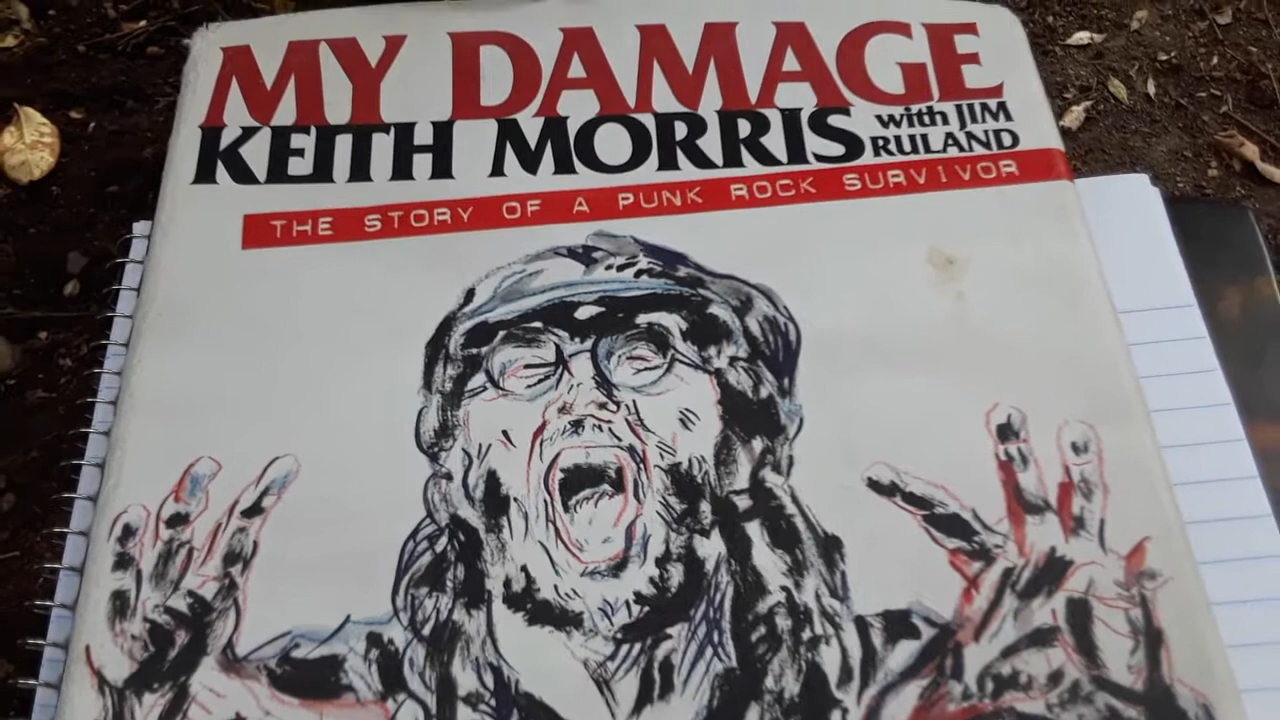 MY DAMAGE
KEITH MORRIS with JIM
RULAND
THE STORY OF A PUNK ROCK SURVIVOR